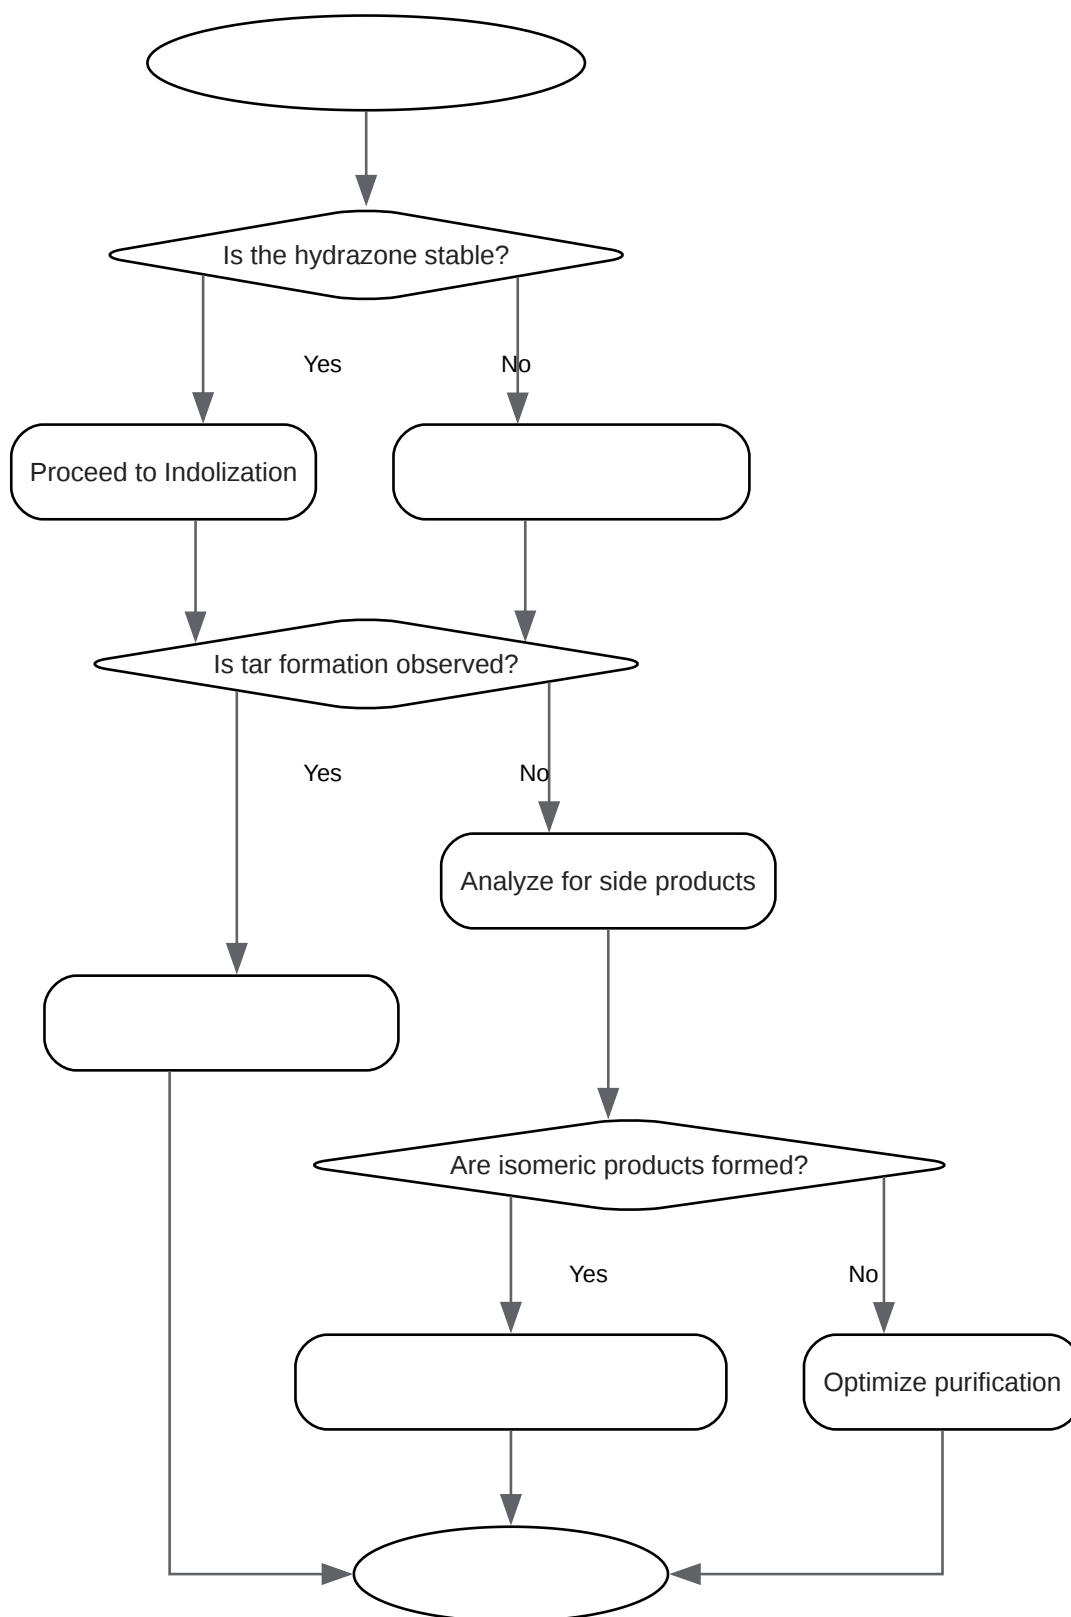 Is the hydrazone stable?
Yes
No
Proceed to Indolization
Is tar formation observed?
Yes
No
Analyze for side products
Are isomeric products formed?
Yes
No
Optimize purification